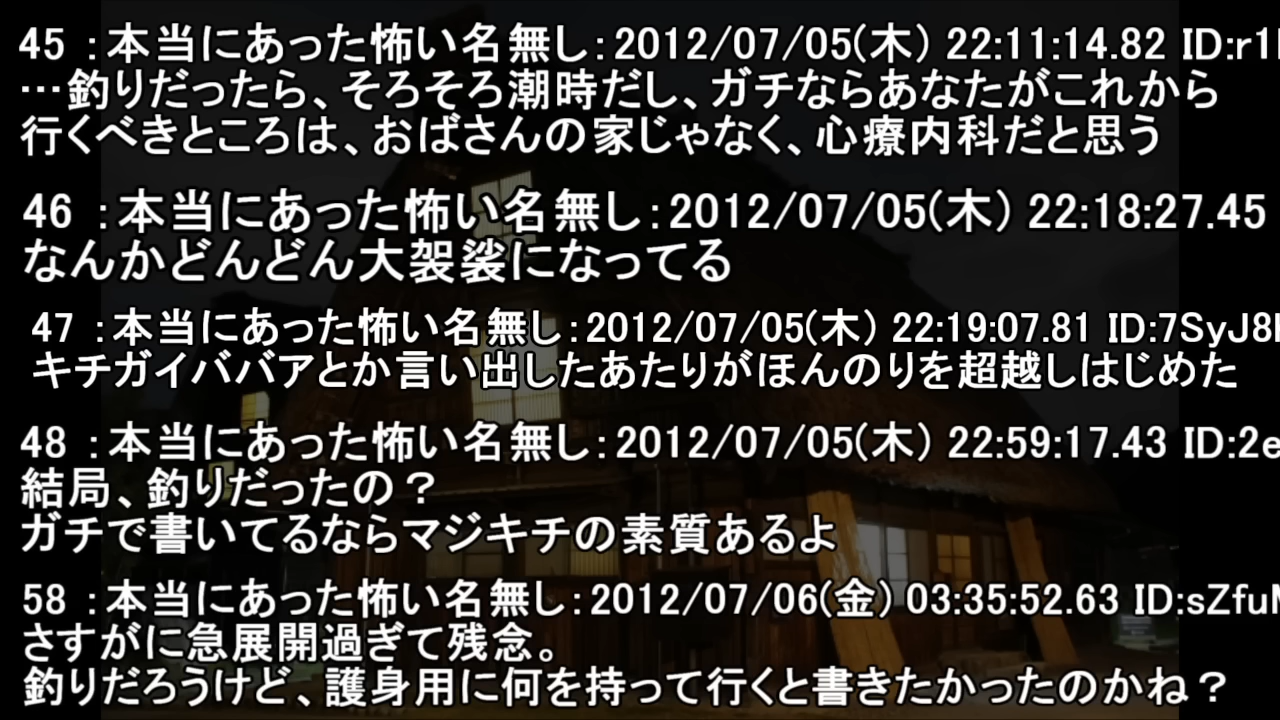 45 ：本当にあった怖い名無し：2012/07/05(木) 22:11:14.82 ID:r1
…釣りだったら、そろそろ潮時だし、ガチならあなたがこれから
行くべきところは、おばさんの家じゃなく、心療内科だと思う
46 ：本当にあった怖い名無し：2012/07/05(木) 22:18:27.45
なんかどんどん大袈裟になってる
47 ：本当にあった怖い名無し：2012/07/05(木) 22:19:07.81 ID:7SyJ8
キチガイババアとか言い出したあたりがほんのりを超越しはじめた
48 ：本当にあった怖い名無し：2012/07/05(木) 22:59:17.43 ID:2e
結局、釣りだったの？
ガチで書いてるならマジキチの素質あるよ
58 ：本当にあった怖い名無し：2012/07/06(金) 03:35:52.63 ID:sZfuM
さすがに急展開過ぎて残念。
釣りだろうけど、護身用に何を持って行くと書きたかったのかね？